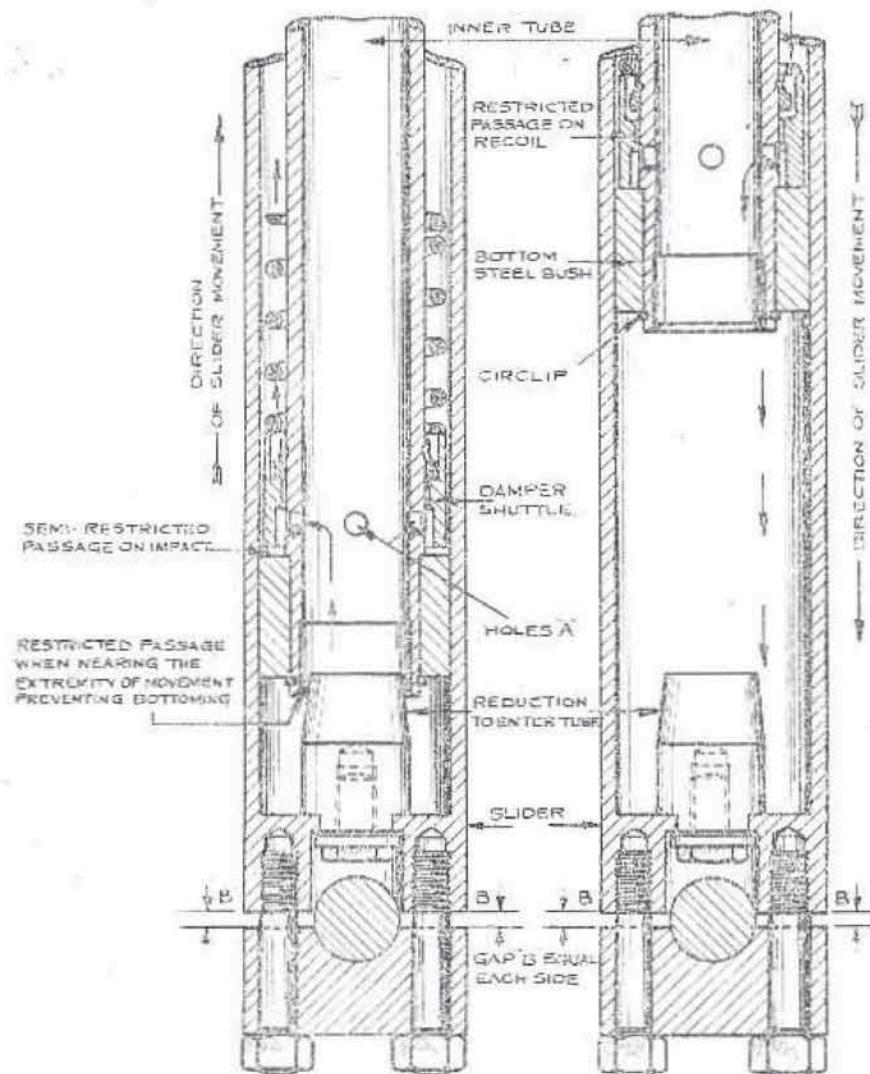 INNER TUBE
RESTRICTED
PASSAGE ON
RECOIL
DIRECTION
OF SLIDER MOVEMENT
DIRECTION OF SLIDER MOVEMENT
BOTTOM
STEEL BUSH
CIRCLIP
DAMPER
SHUTTLE
SEMI-RESTRICTED
PASSAGE ON IMPACT
HOLES 'A'
RESTRICTED PASSAGE
WHEN NEARING THE
EXTREMITY OF MOVEMENT
PREVENTING BOTTOMING
REDUCTION
TO ENTER TUBE
SLIDER
B
B
B
B
GAP 'B' EQUAL
EACH SIDE